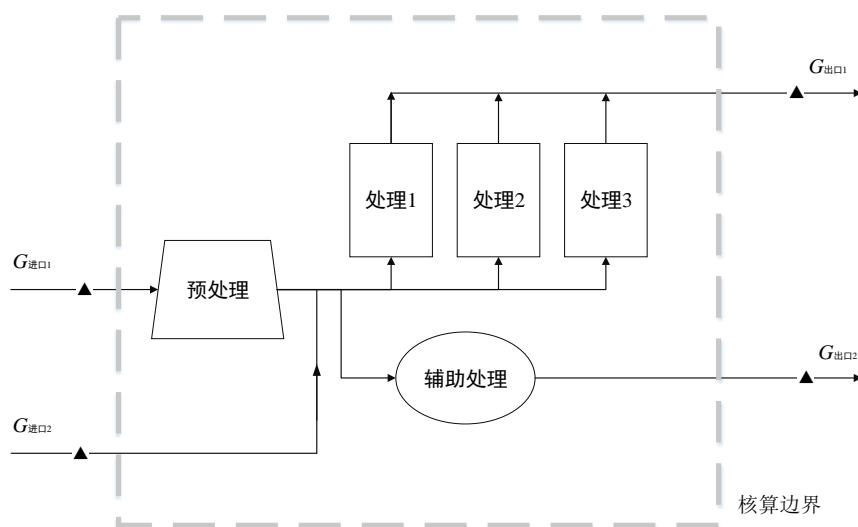 G出口1
处理1
处理2
处理3
G进口1
预处理
辅助处理
G出口2
G进口2
核算边界